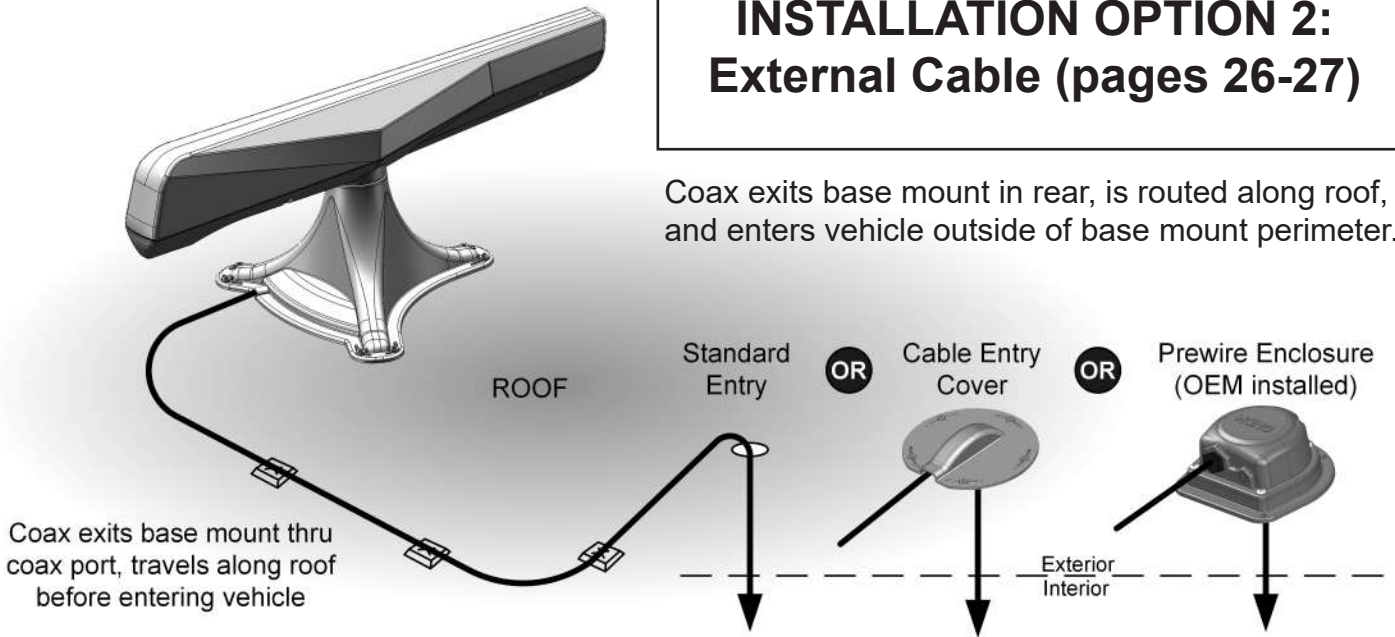 INSTALLATION OPTION 2:
External Cable (pages 26-27)
Coax exits base mount in rear, is routed along roof,
and enters vehicle outside of base mount perimeter.
ROOF
Standard
Entry
OR
Cable Entry
Cover
OR
Prewire Enclosure
(OEM installed)
Coax exits base mount thru
coax port, travels along roof
before entering vehicle
Exterior
Interior